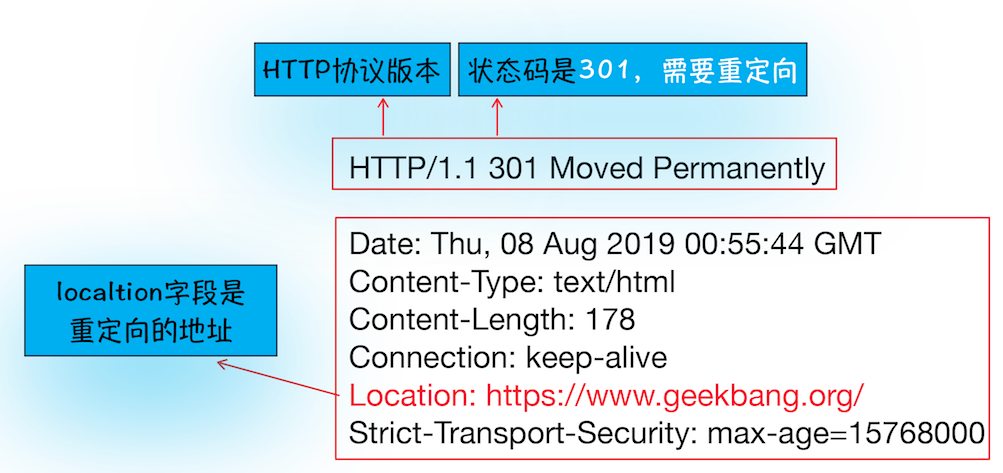 HTTP协议版本
状态码是301，需要重定向
HTTP/1.1 301 Moved Permanently
Date: Thu, 08 Aug 2019 00:55:44 GMT
Content-Type: text/html
Content-Length: 178
Connection: keep-alive
Location: https://www.geekbang.org/
Strict-Transport-Security: max-age=15768000
localtion字段是
重定向的地址